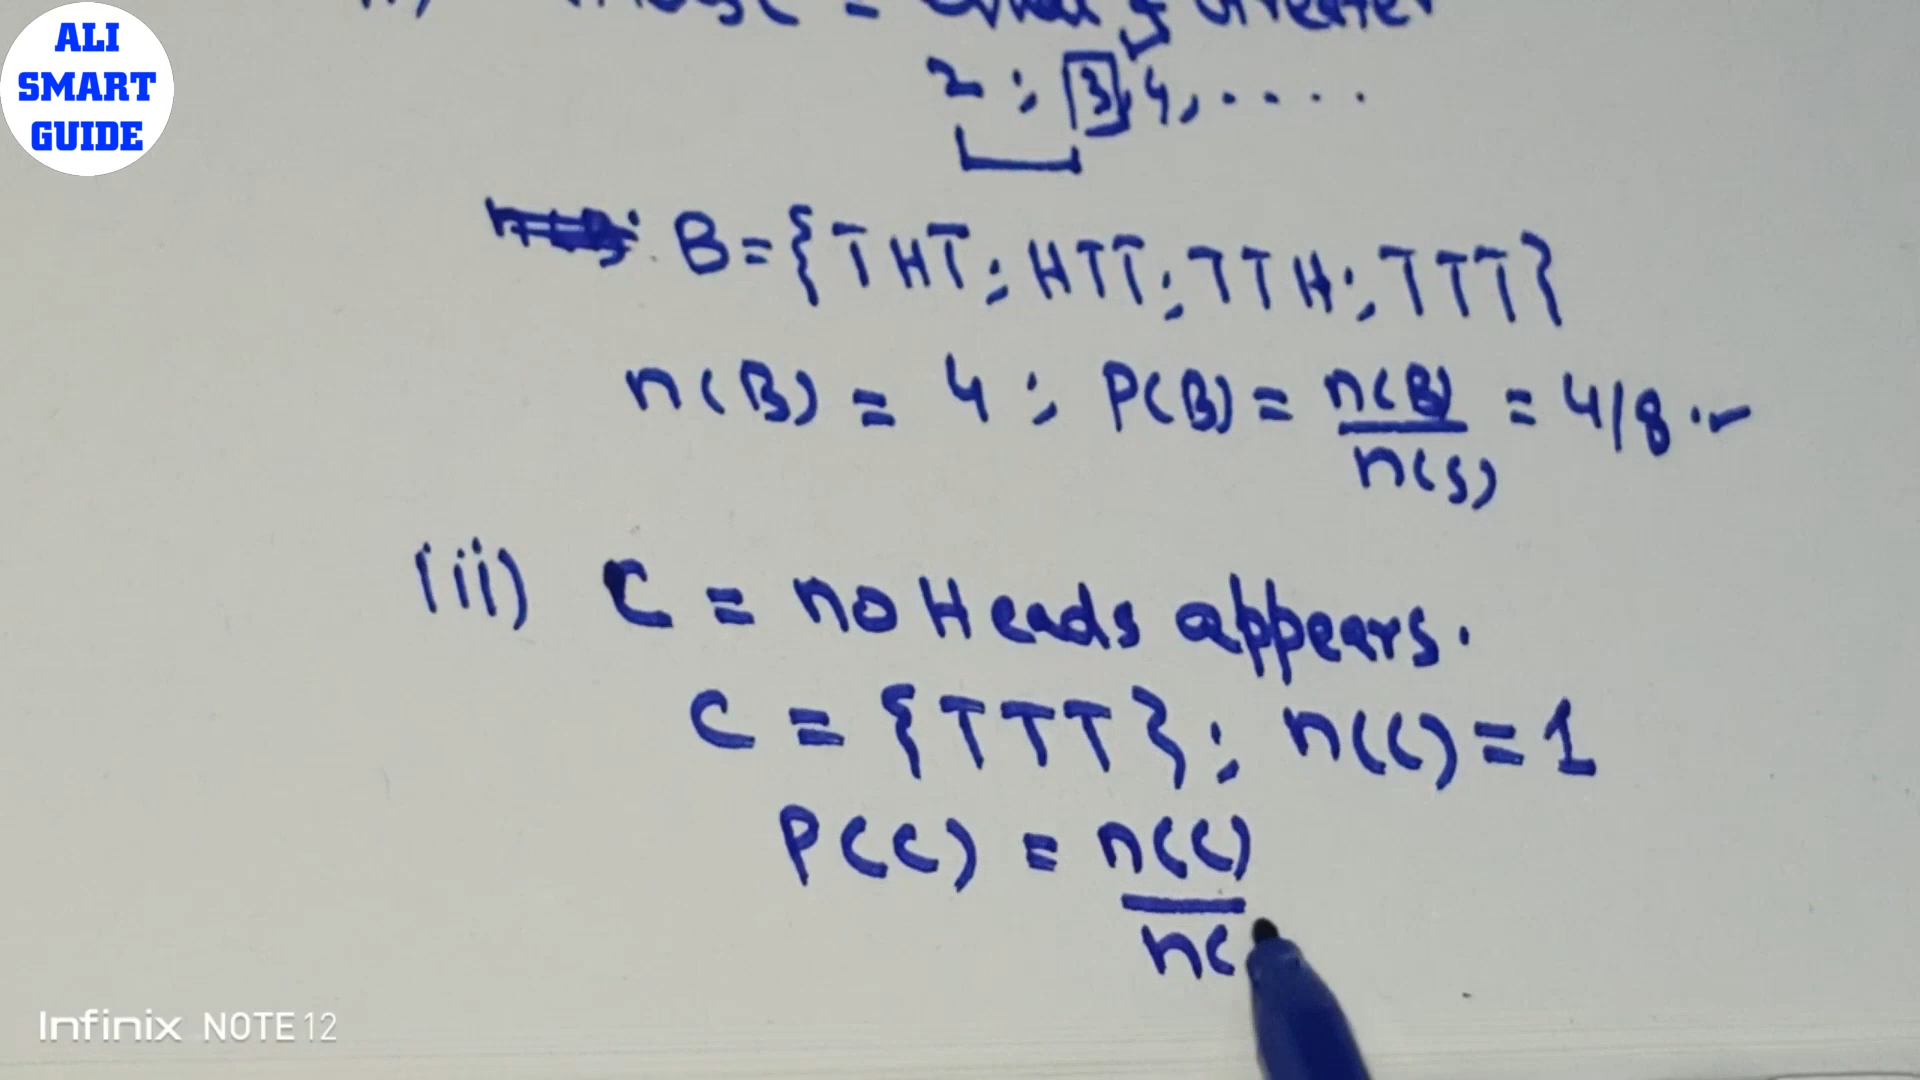 ALI
SMART
GUIDE
2, 3, 4, .....
B = {THT, HTT, TTH, TTT}
n(B) = 4, P(B) = n(B)/n(S) = 4/8.
(ii) C = no Heads appears.
C = {TTT}, n(C) = 1
P(C) = n(C)
n(
Infinix NOTE 12